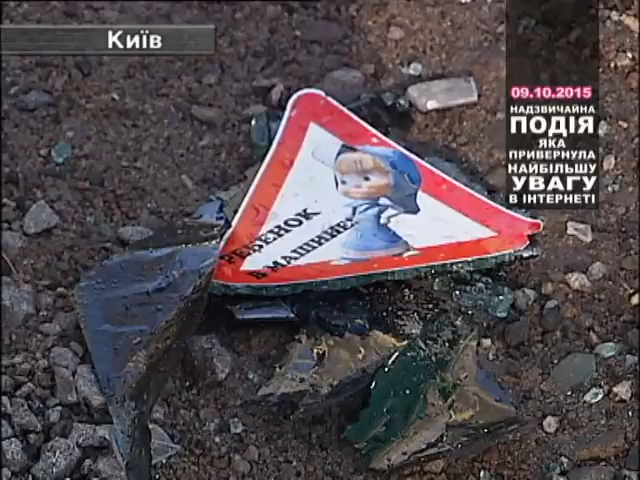 Київ
09.10.2015
НАДЗВИЧАЙНА
ПОДІЯ
ЯКА
ПРИВЕРНУЛА
НАЙБІЛЬШУ
УВАГУ
В ІНТЕРНЕТІ
РЕБЕНОК
В МАШИНЕ!